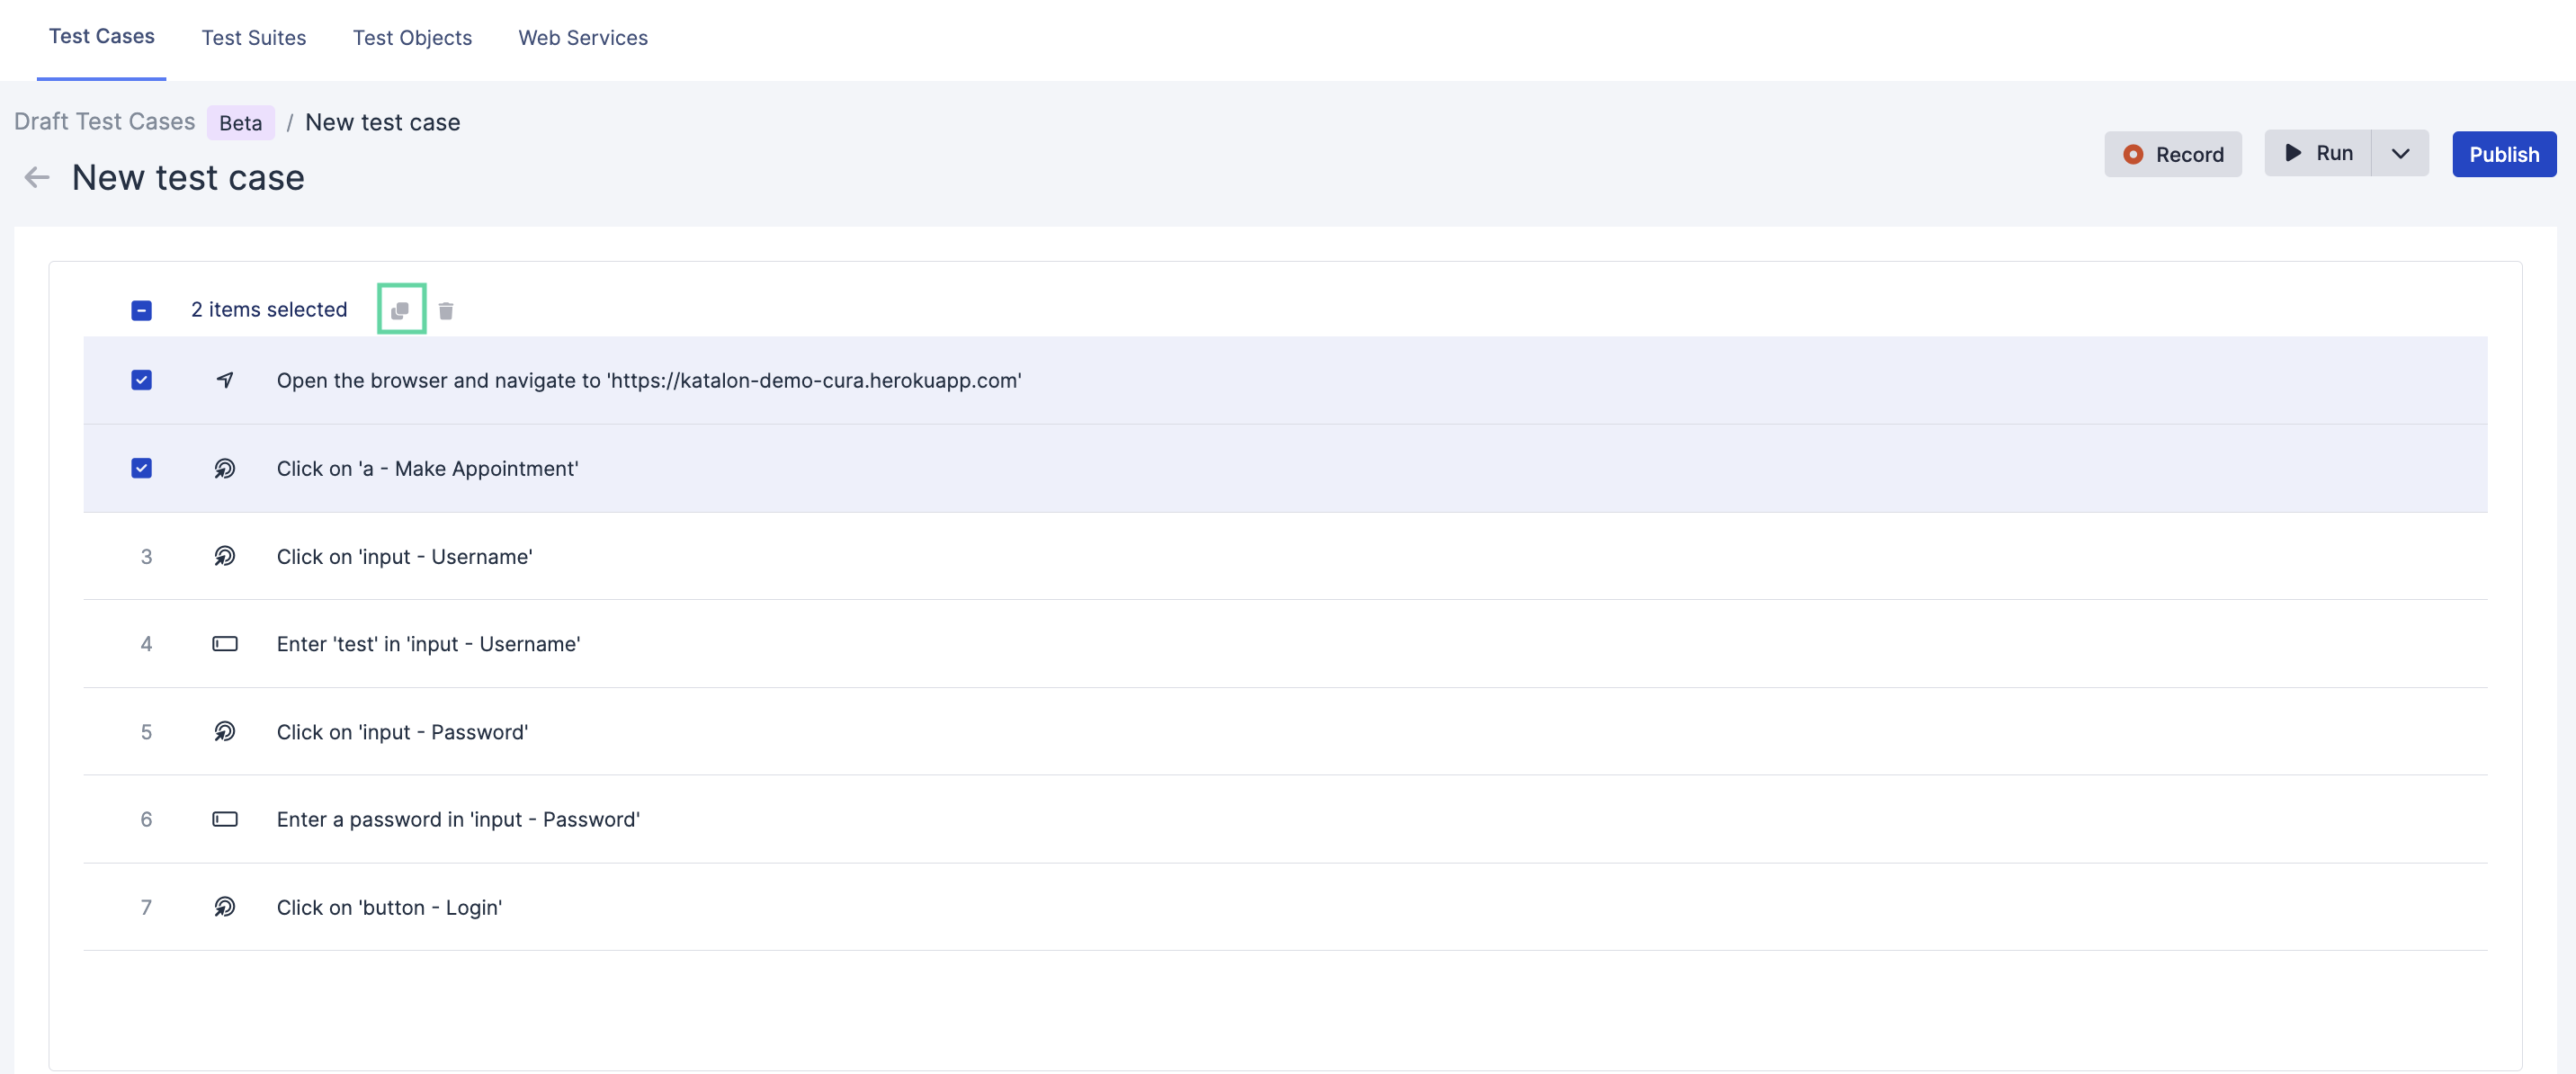 Test Cases Test Suites Test Objects Web Services
Draft Test Cases Beta / New test case
New test case
Record Run Publish
2 items selected
Open the browser and navigate to 'https://katalon-demo-cura.herokuapp.com'
Click on 'a - Make Appointment'
3 Click on 'input - Username'
4 Enter 'test' in 'input - Username'
5 Click on 'input - Password'
6 Enter a password in 'input - Password'
7 Click on 'button - Login'